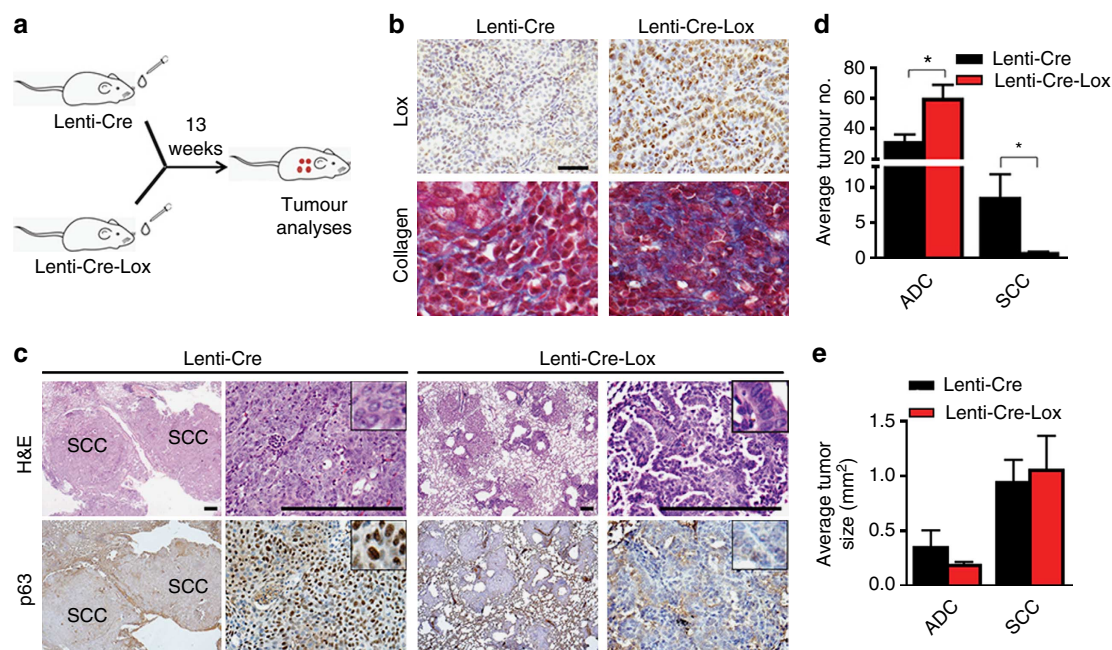 a
Lenti-Cre
13
weeks
Lenti-Cre-Lox
Tumour
analyses
b
Lenti-Cre
Lenti-Cre-Lox
Lox
Collagen
c
Lenti-Cre
Lenti-Cre-Lox
H&E
SCC
SCC
p63
SCC
SCC
d
Lenti-Cre
Lenti-Cre-Lox
Average tumour no.
80
60
40
20
10
5
0
*
*
ADC
SCC
e
Lenti-Cre
Lenti-Cre-Lox
Average tumor
size (mm²)
1.5
1.0
0.5
0.0
ADC
SCC